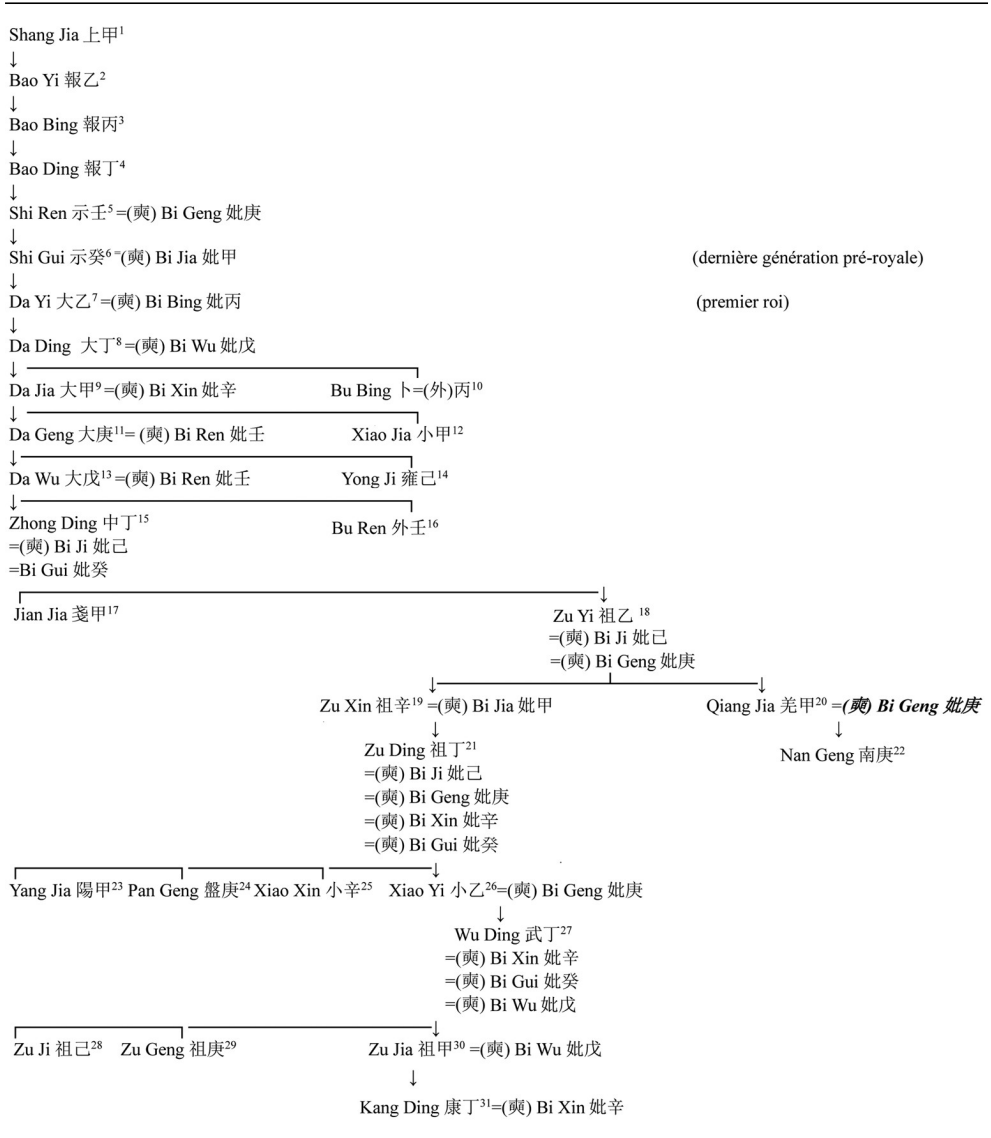 Shang Jia 上甲1
↓
Bao Yi 報乙2
↓
Bao Bing 報丙3
↓
Bao Ding 報丁4
↓
Shi Ren 示壬5 =(奭) Bi Geng 妣庚
↓
Shi Gui 示癸6 =(奭) Bi Jia 妣甲 (dernière génération pré-royale)
↓
Da Yi 大乙7 =(奭) Bi Bing 妣丙 (premier roi)
↓
Da Ding 大丁8 =(奭) Bi Wu 妣戊
↓
Da Jia 大甲9 =(奭) Bi Xin 妣辛 Bu Bing 卜=(外)丙10
↓
Da Geng 大庚11= (奭) Bi Ren 妣壬 Xiao Jia 小甲12
↓
Da Wu 大戊13 =(奭) Bi Ren 妣壬 Yong Ji 雍己14
↓
Zhong Ding 中丁15 Bu Ren 外壬16
=(奭) Bi Ji 妣己
=Bi Gui 妣癸
↓
Jian Jia 戔甲17 Zu Yi 祖乙 18
=(奭) Bi Ji 妣已
=(奭) Bi Geng 妣庚
↓ ↓
Zu Xin 祖辛19 =(奭) Bi Jia 妣甲 Qiang Jia 羌甲20 =(奭) Bi Geng 妣庚
↓ ↓
Zu Ding 祖丁21 Nan Geng 南庚22
=(奭) Bi Ji 妣己
=(奭) Bi Geng 妣庚
=(奭) Bi Xin 妣辛
=(奭) Bi Gui 妣癸
↓
Yang Jia 陽甲23 Pan Geng 盤庚24 Xiao Xin 小辛25 Xiao Yi 小乙26=(奭) Bi Geng 妣庚
↓
Wu Ding 武丁27
=(奭) Bi Xin 妣辛
=(奭) Bi Gui 妣癸
=(奭) Bi Wu 妣戊
↓
Zu Ji 祖己28 Zu Geng 祖庚29 Zu Jia 祖甲30 =(奭) Bi Wu 妣戊
↓
Kang Ding 康丁31=(奭) Bi Xin 妣辛